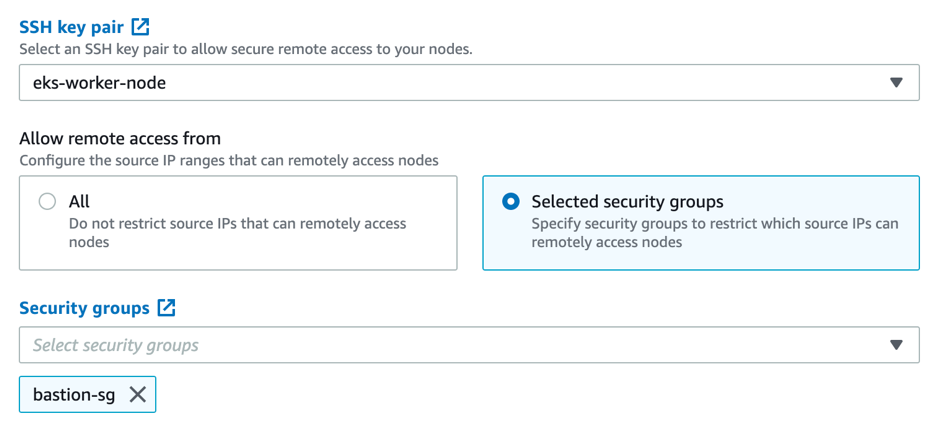 SSH key pair
Select an SSH key pair to allow secure remote access to your nodes.
eks-worker-node
Allow remote access from
Configure the source IP ranges that can remotely access nodes
All
Do not restrict source IPs that can remotely access
nodes
Selected security groups
Specify security groups to restrict which source IPs can
remotely access nodes
Security groups
Select security groups
bastion-sg